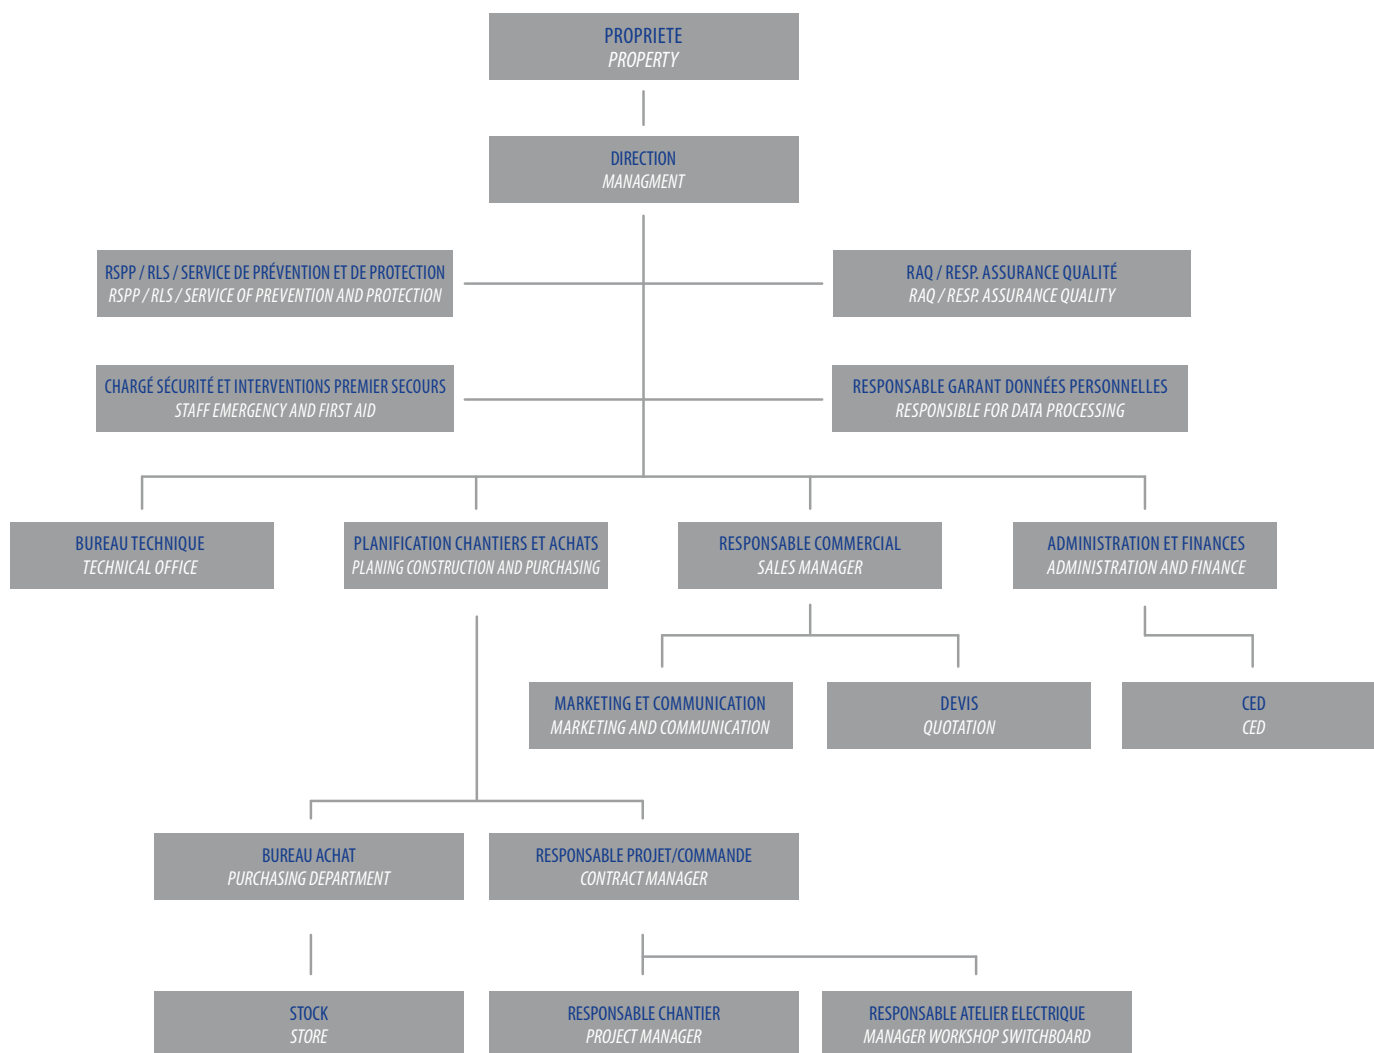 PROPRIETE
PROPERTY
DIRECTION
MANAGMENT
RSPP / RLS / SERVICE DE PRÉVENTION ET DE PROTECTION
RSPP / RLS / SERVICE OF PREVENTION AND PROTECTION
RAQ / RESP. ASSURANCE QUALITÉ
RAQ / RESP. ASSURANCE QUALITY
CHARGÉ SÉCURITÉ ET INTERVENTIONS PREMIER SECOURS
STAFF EMERGENCY AND FIRST AID
RESPONSABLE GARANT DONNÉES PERSONNELLES
RESPONSIBLE FOR DATA PROCESSING
BUREAU TECHNIQUE
TECHNICAL OFFICE
PLANIFICATION CHANTIERS ET ACHATS
PLANING CONSTRUCTION AND PURCHASING
RESPONSABLE COMMERCIAL
SALES MANAGER
ADMINISTRATION ET FINANCES
ADMINISTRATION AND FINANCE
MARKETING ET COMMUNICATION
MARKETING AND COMMUNICATION
DEVIS
QUOTATION
CED
CED
BUREAU ACHAT
PURCHASING DEPARTMENT
RESPONSABLE PROJET/COMMANDE
CONTRACT MANAGER
STOCK
STORE
RESPONSABLE CHANTIER
PROJECT MANAGER
RESPONSABLE ATELIER ELECTRIQUE
MANAGER WORKSHOP SWITCHBOARD